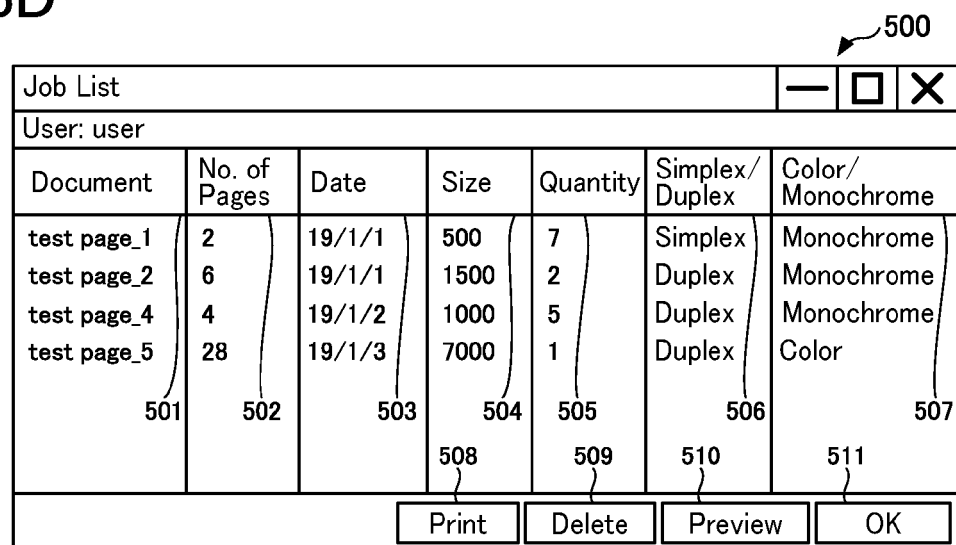 500
Job List
User: user
Document No. of Pages Date Size Quantity Simplex/ Duplex Color/ Monochrome
test page_1 2 19/1/1 500 7 Simplex Monochrome
test page_2 6 19/1/1 1500 2 Duplex Monochrome
test page_4 4 19/1/2 1000 5 Duplex Monochrome
test page_5 28 19/1/3 7000 1 Duplex Color
501 502 503 504 505 506 507
508 509 510 511
Print Delete Preview OK